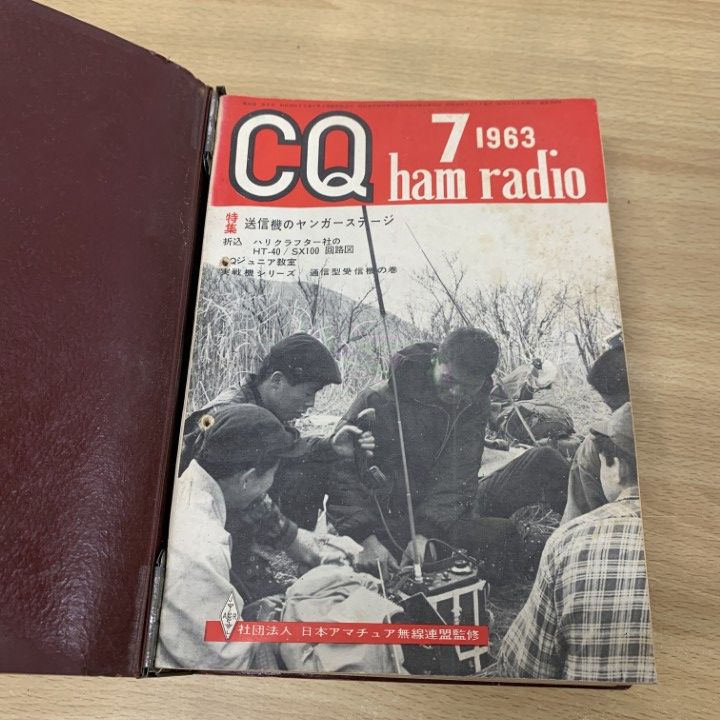 CQ
7 1963
ham radio
特集 送信機のヤンガーステージ
折込 ハリクラフター社の
HT-40/SX100 回路図
CQジュニア教室
実戦機シリーズ 通信型受信機の巻
社団法人 日本アマチュア無線連盟監修